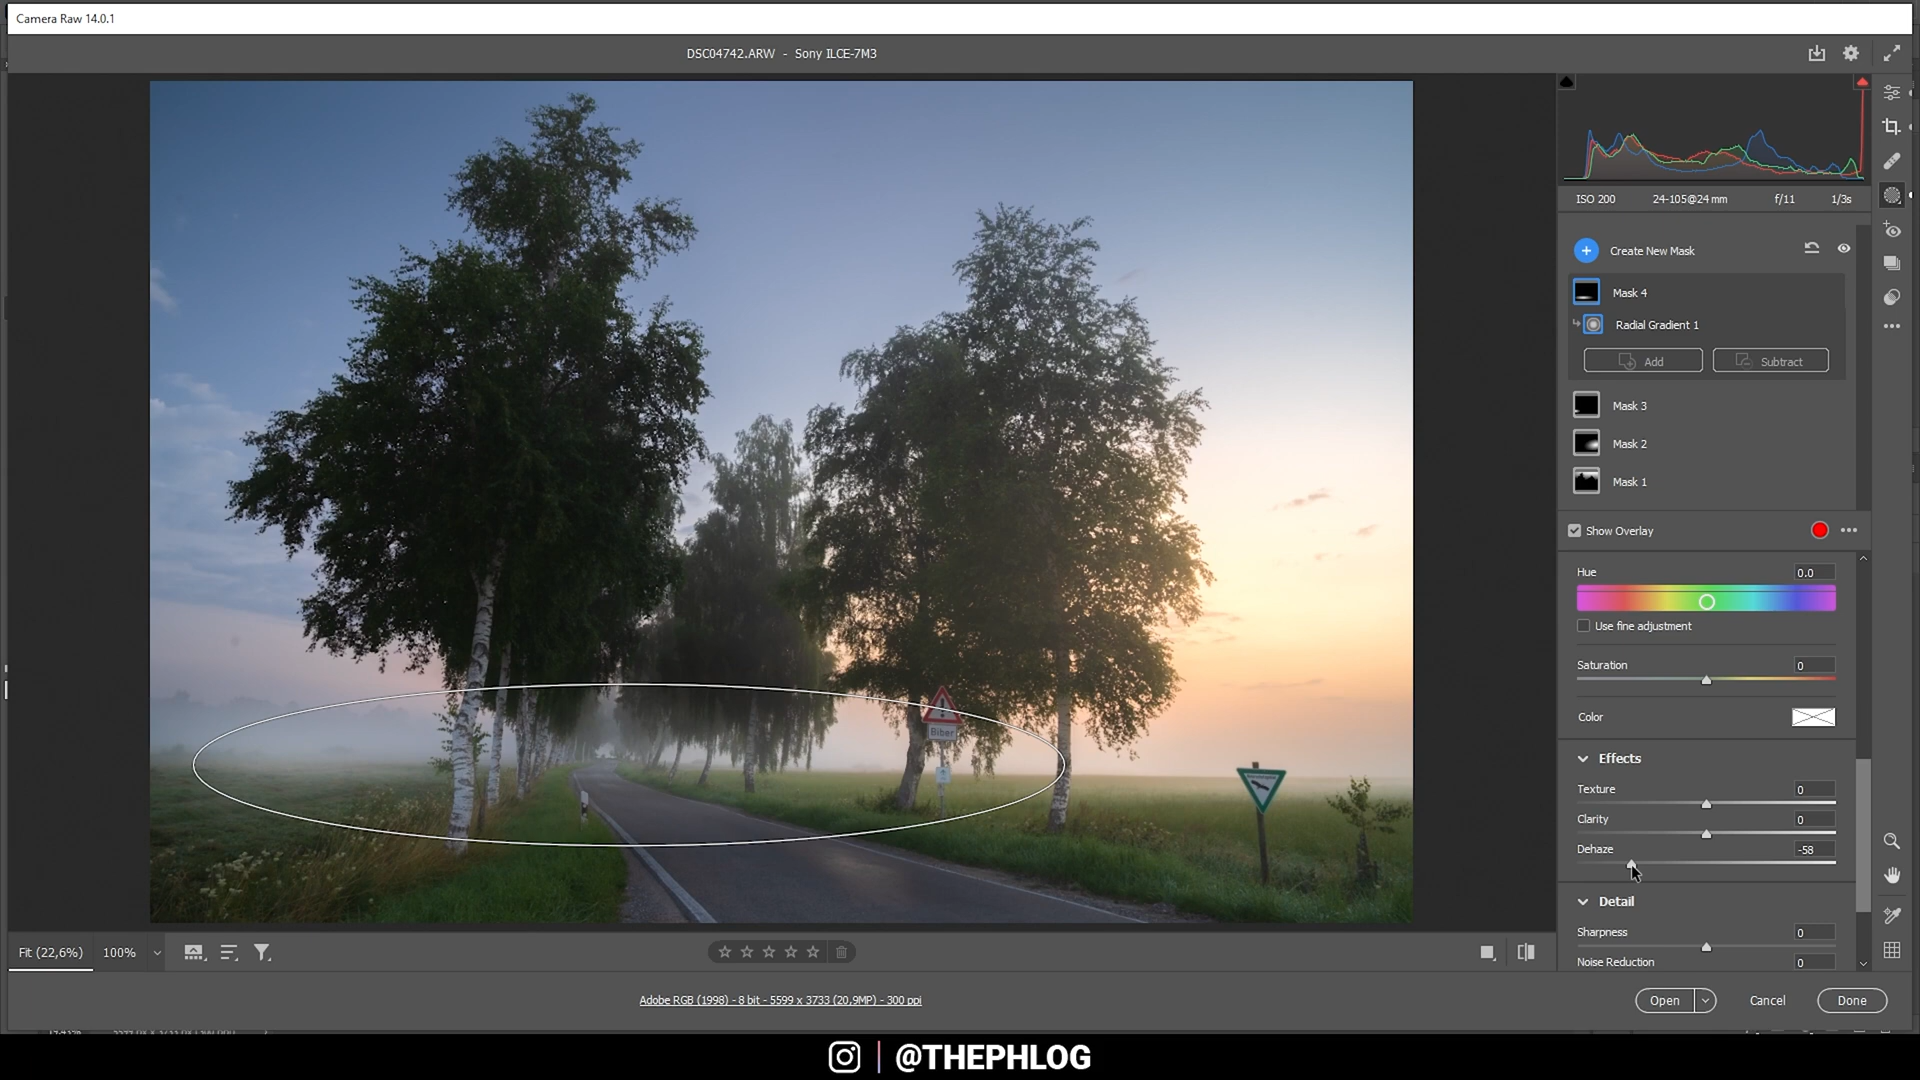 Camera Raw 14.0.1
DSC04742.ARW - Sony ILCE-7M3
ISO 200 24-105@24 mm f/11 1/3s
Create New Mask
Mask 4
Radial Gradient 1
Add Subtract
Mask 3
Mask 2
Mask 1
Show Overlay
Hue 0.0
Use fine adjustment
Saturation 0
Color
Biber
Effects
Texture 0
Clarity 0
Dehaze -58
Detail
Sharpness 0
Noise Reduction 0
Fit (22,6%) 100%
Adobe RGB (1998) - 8 bit - 5599 x 3733 (20,9MP) - 300 ppi
Open Cancel Done
@THEPHLOG